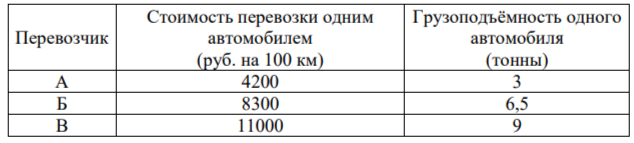 Перевозчик Стоимость перевозки одним автомобилем (руб. на 100 км) Грузоподъёмность одного автомобиля (тонны)
А 4200 3
Б 8300 6,5
В 11000 9